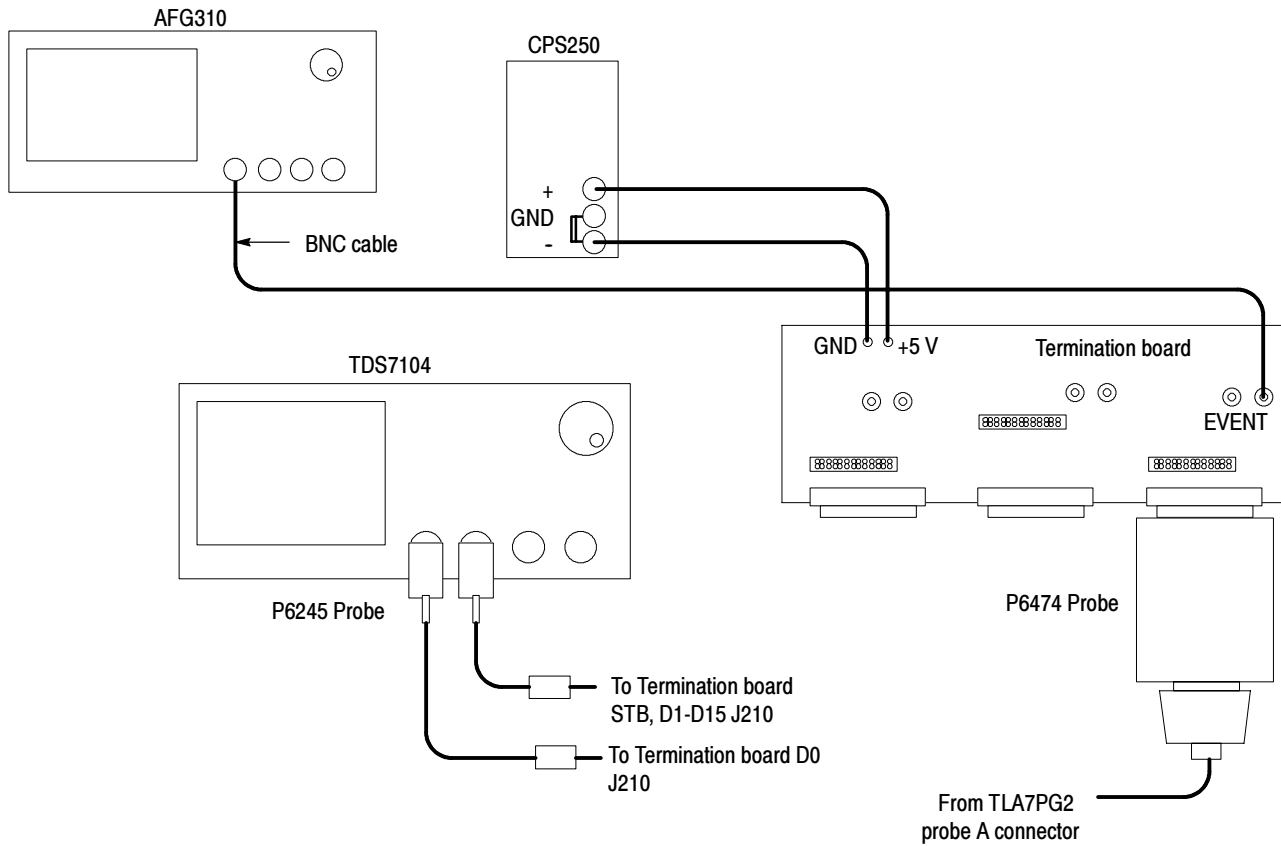 AFG310
CPS250
+
GND
-
BNC cable
GND
+5 V
Termination board
EVENT
TDS7104
P6245 Probe
P6474 Probe
To Termination board
STB, D1-D15 J210
To Termination board D0
J210
From TLA7PG2
probe A connector